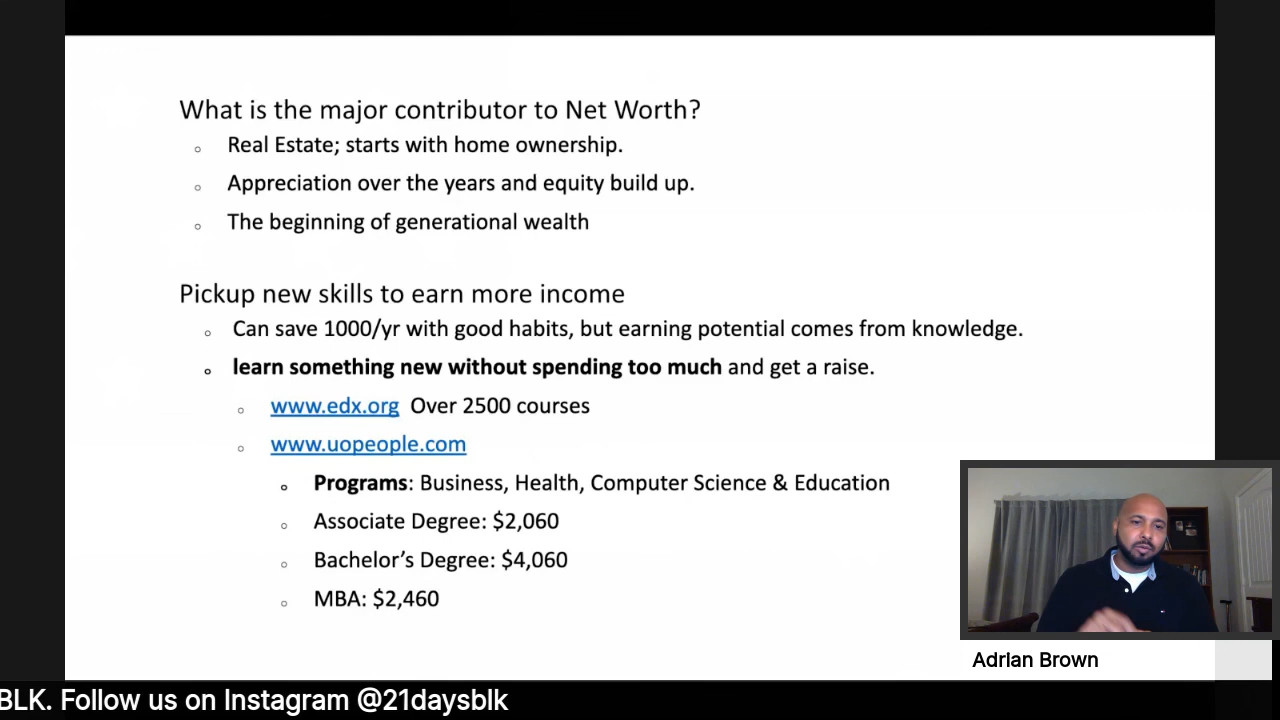 What is the major contributor to Net Worth?
Real Estate; starts with home ownership.
Appreciation over the years and equity build up.
The beginning of generational wealth
Pickup new skills to earn more income
Can save 1000/yr with good habits, but earning potential comes from knowledge.
learn something new without spending too much and get a raise.
www.edx.org Over 2500 courses
www.uopeople.com
Programs: Business, Health, Computer Science & Education
Associate Degree: $2,060
Bachelor’s Degree: $4,060
MBA: $2,460
Adrian Brown
BLK. Follow us on Instagram @21daysblk